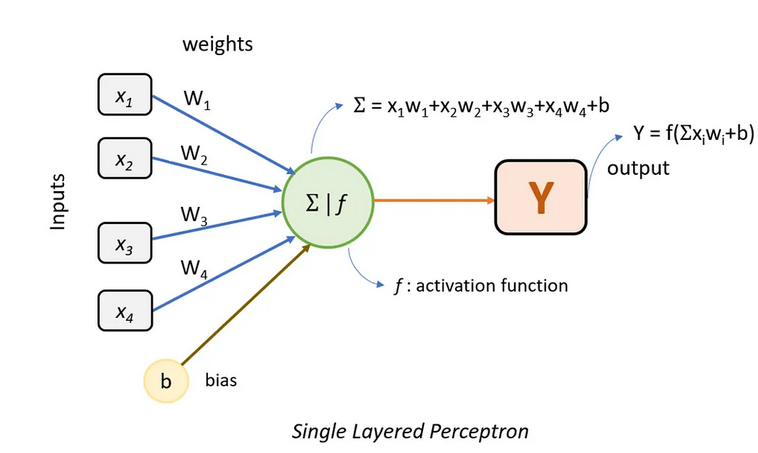 weights
x1
W1
Σ = x1w1+x2w2+x3w3+x4w4+b
x2
W2
Y = f(Σxiwi+b)
output
Inputs
Σ | f
Y
W3
x3
W4
f : activation function
x4
b
bias
Single Layered Perceptron